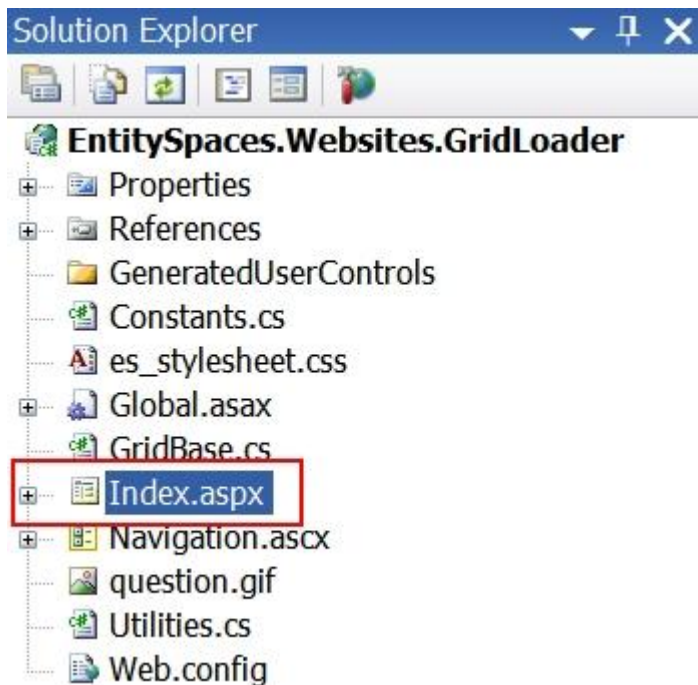 Solution Explorer
EntitySpaces.Websites.GridLoader
Properties
References
GeneratedUserControls
Constants.cs
es_stylesheet.css
Global.asax
GridBase.cs
Index.aspx
Navigation.ascx
question.gif
Utilities.cs
Web.config